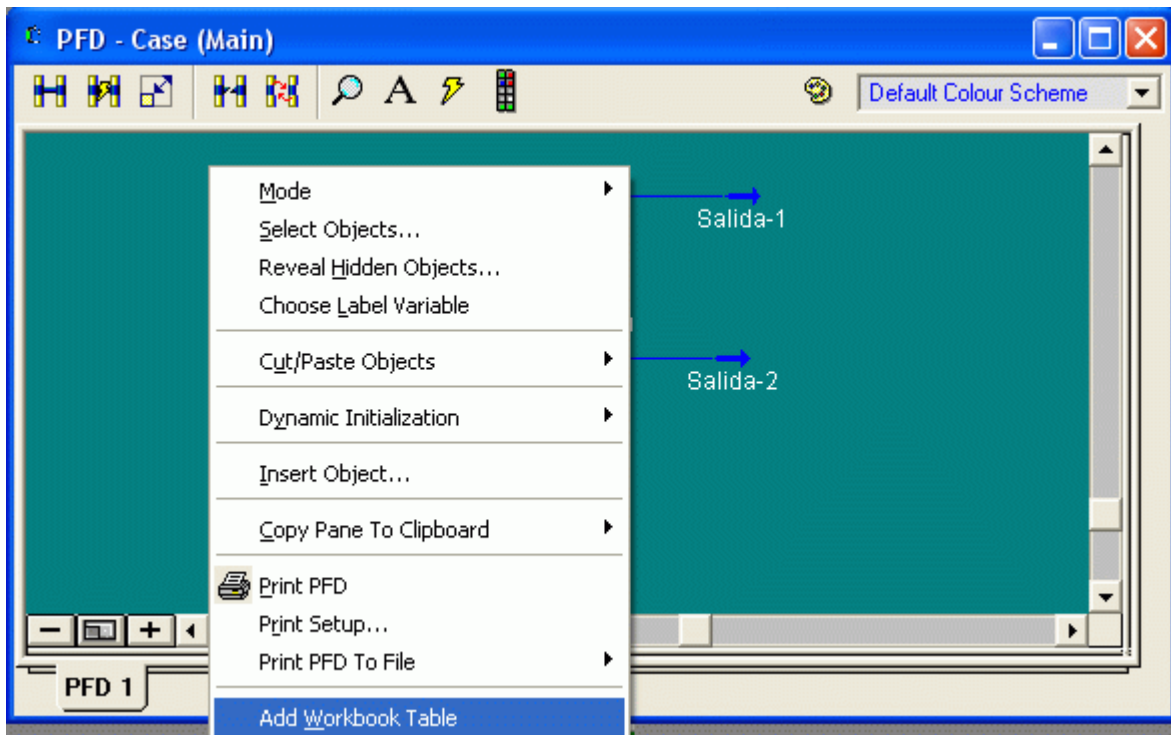 PFD - Case (Main)
A
Default Colour Scheme
Mode
Select Objects...
Reveal Hidden Objects...
Choose Label Variable
Cut/Paste Objects
Dynamic Initialization
Insert Object...
Copy Pane To Clipboard
Print PFD
Print Setup...
Print PFD To File
Add Workbook Table
Salida-1
Salida-2
PFD 1